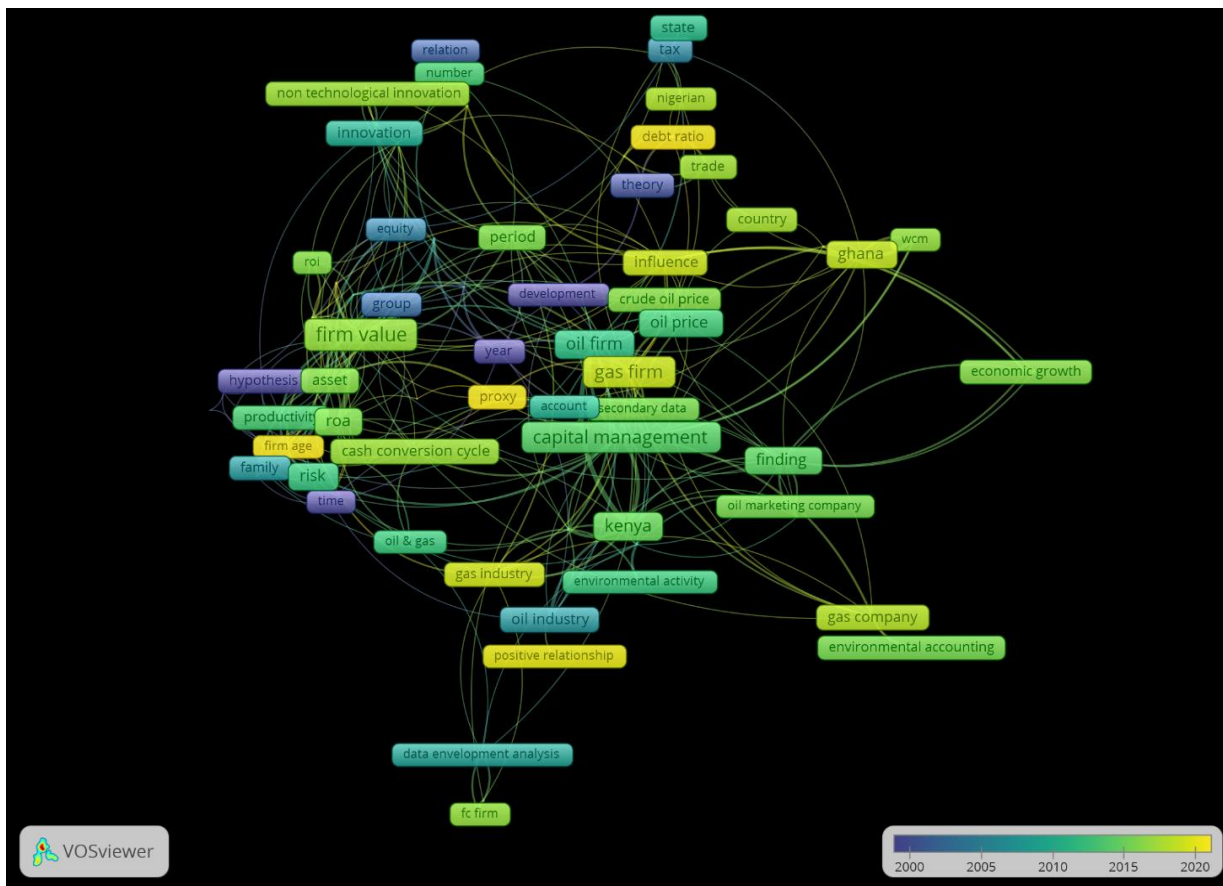 state
tax
relation
number
non technological innovation
nigerian
innovation
debt ratio
trade
theory
country
equity
period
wcm
ghana
roi
influence
development
crude oil price
group
oil price
firm value
oil firm
year
gas firm
economic growth
hypothesis
asset
proxy
account
secondary data
productivity
roa
capital management
firm age
cash conversion cycle
finding
family
risk
time
oil marketing company
kenya
oil & gas
gas industry
environmental activity
oil industry
gas company
environmental accounting
positive relationship
data envelopment analysis
fc firm
VOSviewer
2000 2005 2010 2015 2020